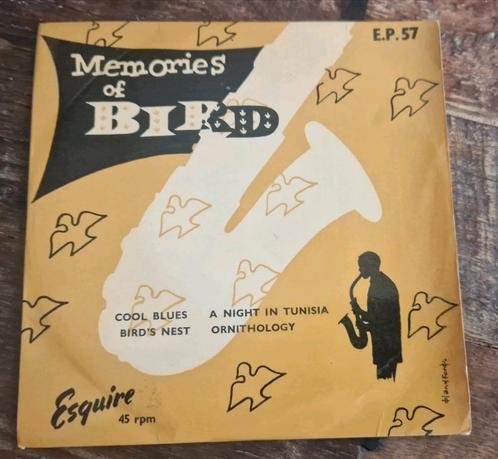 E.P. 57
Memories
of
BIRD
COOL BLUES A NIGHT IN TUNISIA
BIRD'S NEST ORNITHOLOGY
Esquire
45 rpm